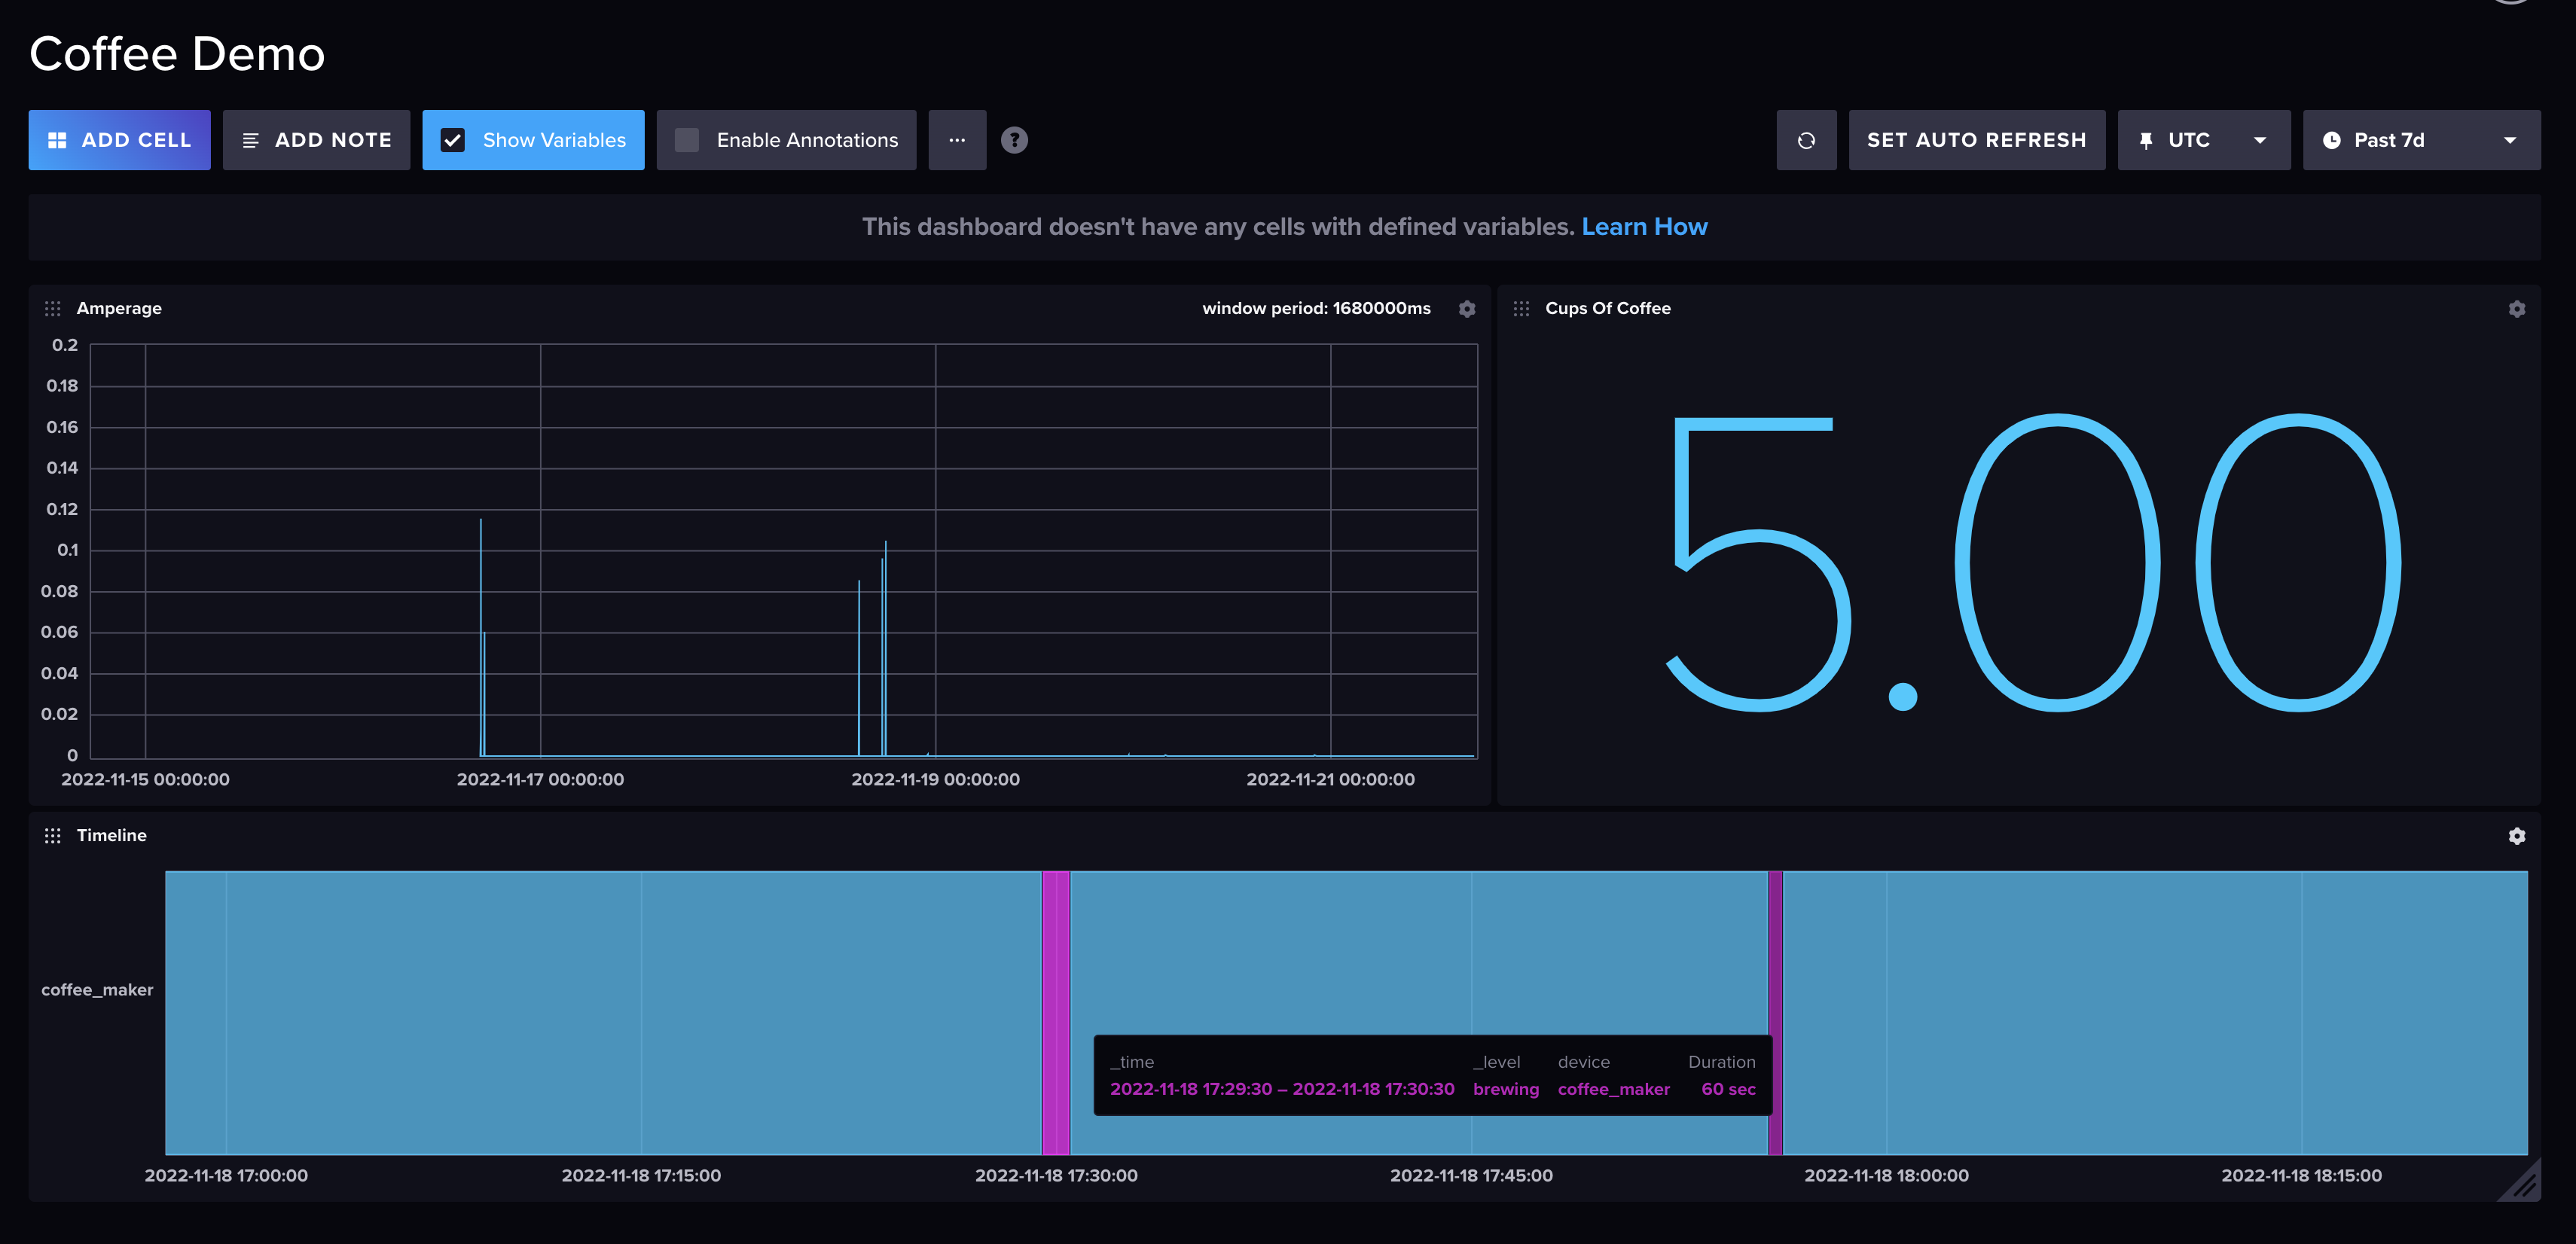 Coffee Demo
ADD CELL
ADD NOTE
Show Variables
Enable Annotations
...
?
SET AUTO REFRESH
UTC
Past 7d
This dashboard doesn't have any cells with defined variables. Learn How
Amperage
window period: 1680000ms
0.2
0.18
0.16
0.14
0.12
0.1
0.08
0.06
0.04
0.02
0
2022-11-15 00:00:00
2022-11-17 00:00:00
2022-11-19 00:00:00
2022-11-21 00:00:00
Cups Of Coffee
5.00
Timeline
coffee_maker
_time _level device Duration
2022-11-18 17:29:30 – 2022-11-18 17:30:30 brewing coffee_maker 60 sec
2022-11-18 17:00:00
2022-11-18 17:15:00
2022-11-18 17:30:00
2022-11-18 17:45:00
2022-11-18 18:00:00
2022-11-18 18:15:00